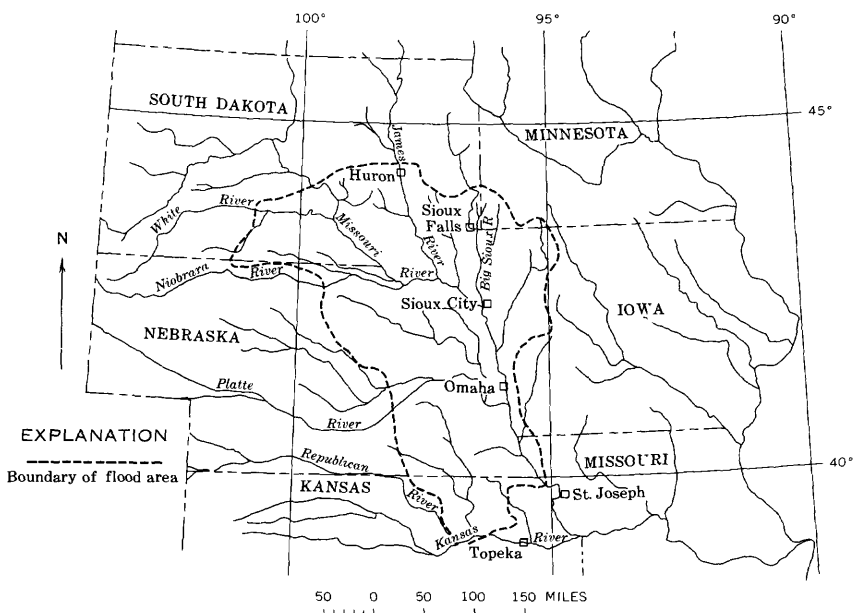 100°
95°
90°
SOUTH DAKOTA
45°
MINNESOTA
James
River
Huron
Sioux
Falls
Big Sioux R
White
River
Missouri
River
N
Niobrara
River
Sioux City
IOWA
NEBRASKA
Omaha
Platte
River
EXPLANATION
Boundary of flood area
Republican
River
MISSOURI
40°
KANSAS
St. Joseph
Kansas
River
Topeka
50 0 50 100 150 MILES